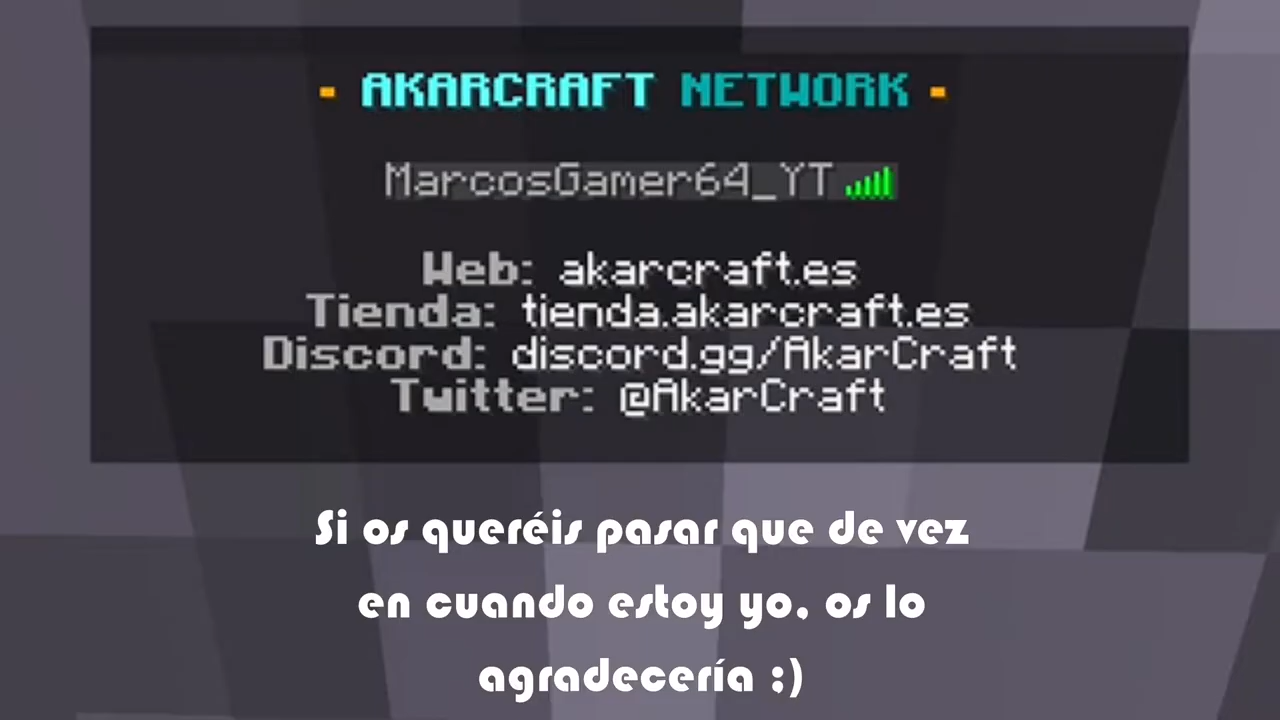 - AKARCRAFT NETWORK -
MarcosGamer64_YT
Web: akarcraft.es
Tienda: tienda.akarcraft.es
Discord: discord.gg/AkarCraft
Twitter: @AkarCraft
Si os queréis pasar que de vez
en cuando estoy yo, os lo
agradecería ;)